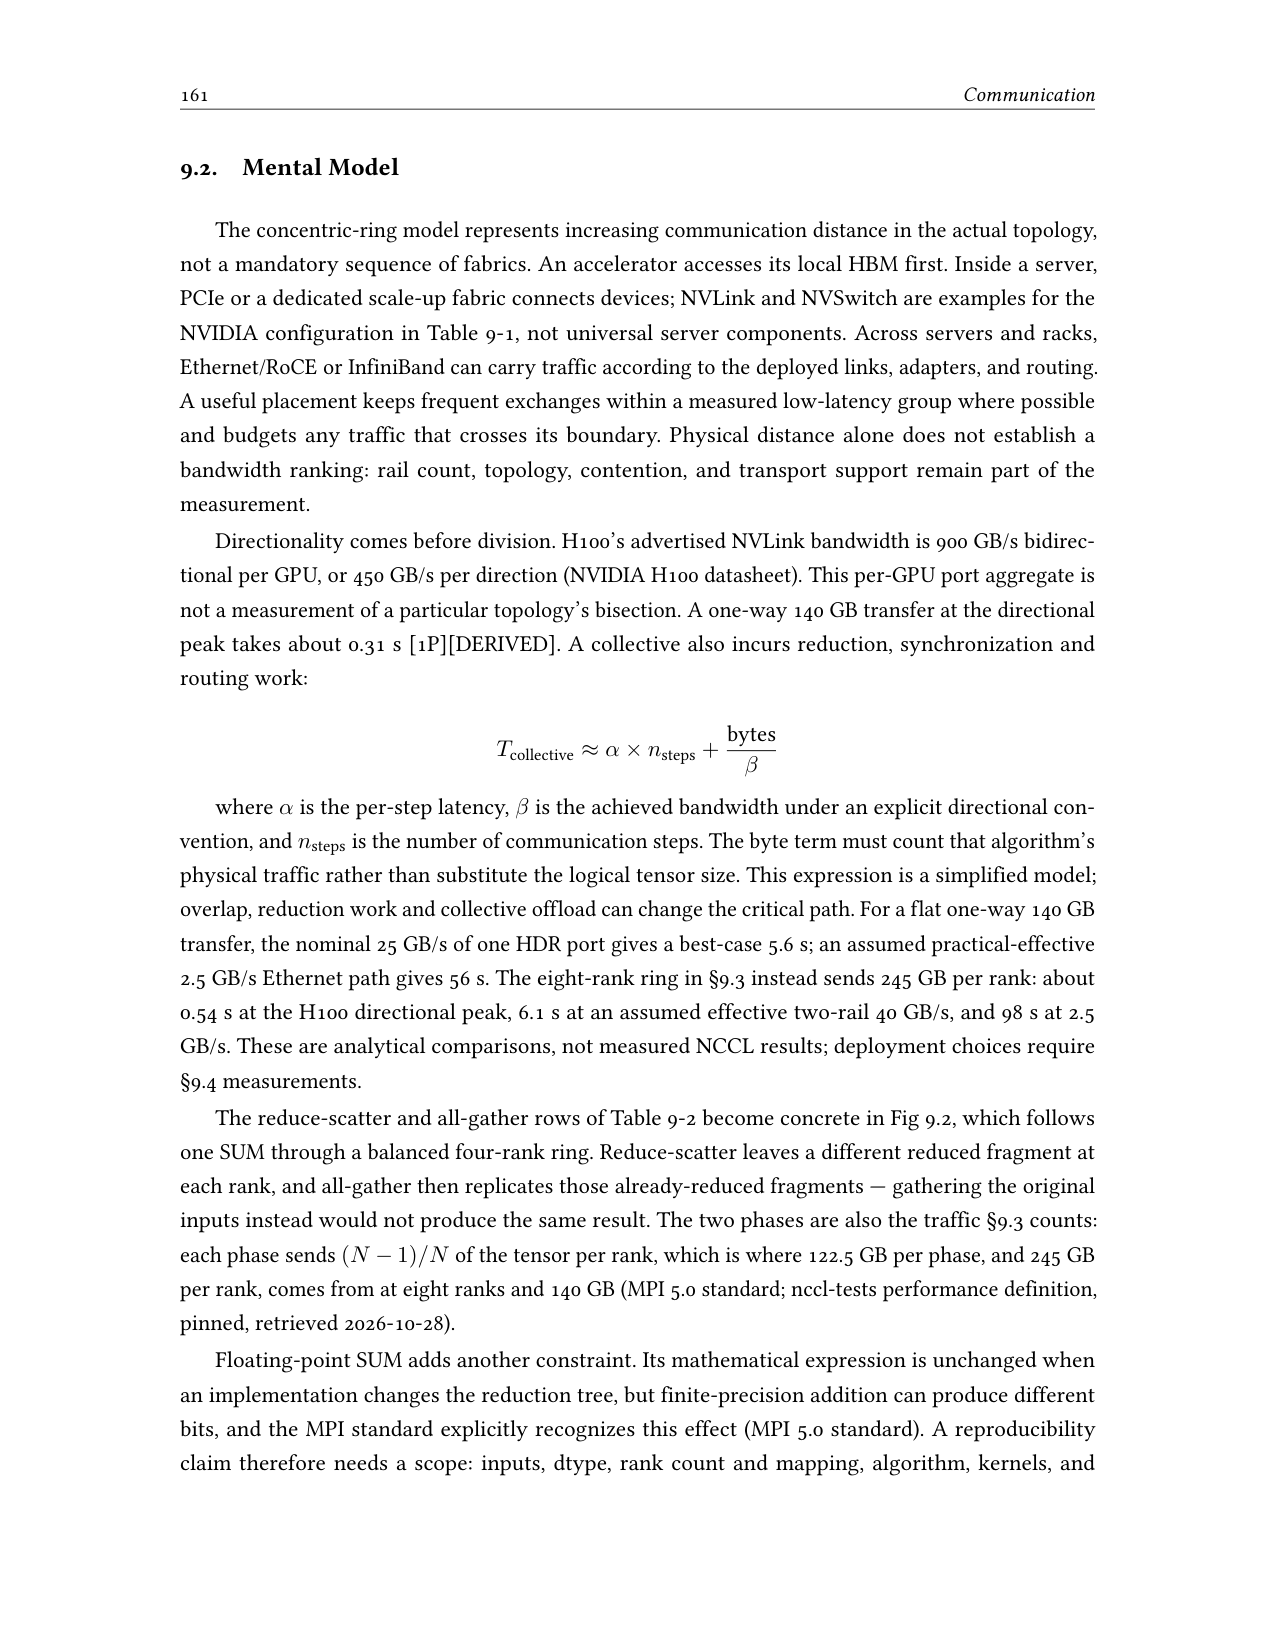 161 Communication
9.2. Mental Model
The concentric-ring model represents increasing communication distance in the actual topology,
not a mandatory sequence of fabrics. An accelerator accesses its local HBM first. Inside a server,
PCIe or a dedicated scale-up fabric connects devices; NVLink and NVSwitch are examples for the
NVIDIA configuration in Table 9-1, not universal server components. Across servers and racks,
Ethernet/RoCE or InfiniBand can carry traffic according to the deployed links, adapters, and routing.
A useful placement keeps frequent exchanges within a measured low-latency group where possible
and budgets any traffic that crosses its boundary. Physical distance alone does not establish a
bandwidth ranking: rail count, topology, contention, and transport support remain part of the
measurement.
Directionality comes before division. H100’s advertised NVLink bandwidth is 900 GB/s bidirec-
tional per GPU, or 450 GB/s per direction (NVIDIA H100 datasheet). This per-GPU port aggregate is
not a measurement of a particular topology’s bisection. A one-way 140 GB transfer at the directional
peak takes about 0.31 s [1P][DERIVED]. A collective also incurs reduction, synchronization and
routing work:
T_collective ≈ α × n_steps + bytes/β
where α is the per-step latency, β is the achieved bandwidth under an explicit directional con-
vention, and n_steps is the number of communication steps. The byte term must count that algorithm’s
physical traffic rather than substitute the logical tensor size. This expression is a simplified model;
overlap, reduction work and collective offload can change the critical path. For a flat one-way 140 GB
transfer, the nominal 25 GB/s of one HDR port gives a best-case 5.6 s; an assumed practical-effective
2.5 GB/s Ethernet path gives 56 s. The eight-rank ring in §9.3 instead sends 245 GB per rank: about
0.54 s at the H100 directional peak, 6.1 s at an assumed effective two-rail 40 GB/s, and 98 s at 2.5
GB/s. These are analytical comparisons, not measured NCCL results; deployment choices require
§9.4 measurements.
The reduce-scatter and all-gather rows of Table 9-2 become concrete in Fig 9.2, which follows
one SUM through a balanced four-rank ring. Reduce-scatter leaves a different reduced fragment at
each rank, and all-gather then replicates those already-reduced fragments — gathering the original
inputs instead would not produce the same result. The two phases are also the traffic §9.3 counts:
each phase sends (N − 1)/N of the tensor per rank, which is where 122.5 GB per phase, and 245 GB
per rank, comes from at eight ranks and 140 GB (MPI 5.0 standard; nccl-tests performance definition,
pinned, retrieved 2026-10-28).
Floating-point SUM adds another constraint. Its mathematical expression is unchanged when
an implementation changes the reduction tree, but finite-precision addition can produce different
bits, and the MPI standard explicitly recognizes this effect (MPI 5.0 standard). A reproducibility
claim therefore needs a scope: inputs, dtype, rank count and mapping, algorithm, kernels, and